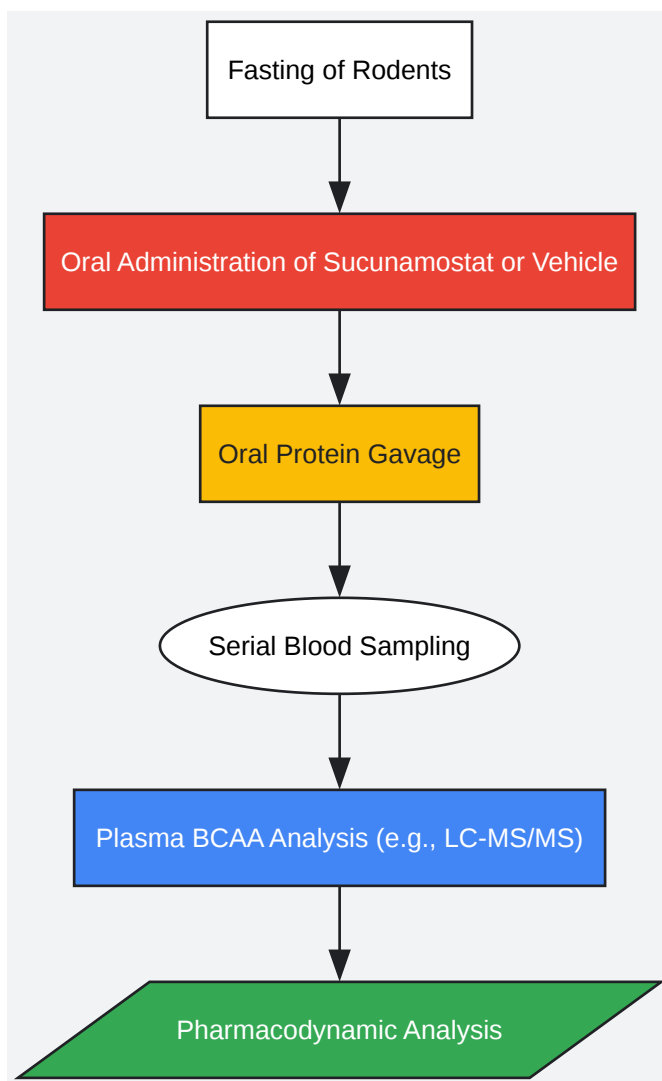 Fasting of Rodents
Oral Administration of Sucunamostat or Vehicle
Oral Protein Gavage
Serial Blood Sampling
Plasma BCAA Analysis (e.g., LC-MS/MS)
Pharmacodynamic Analysis